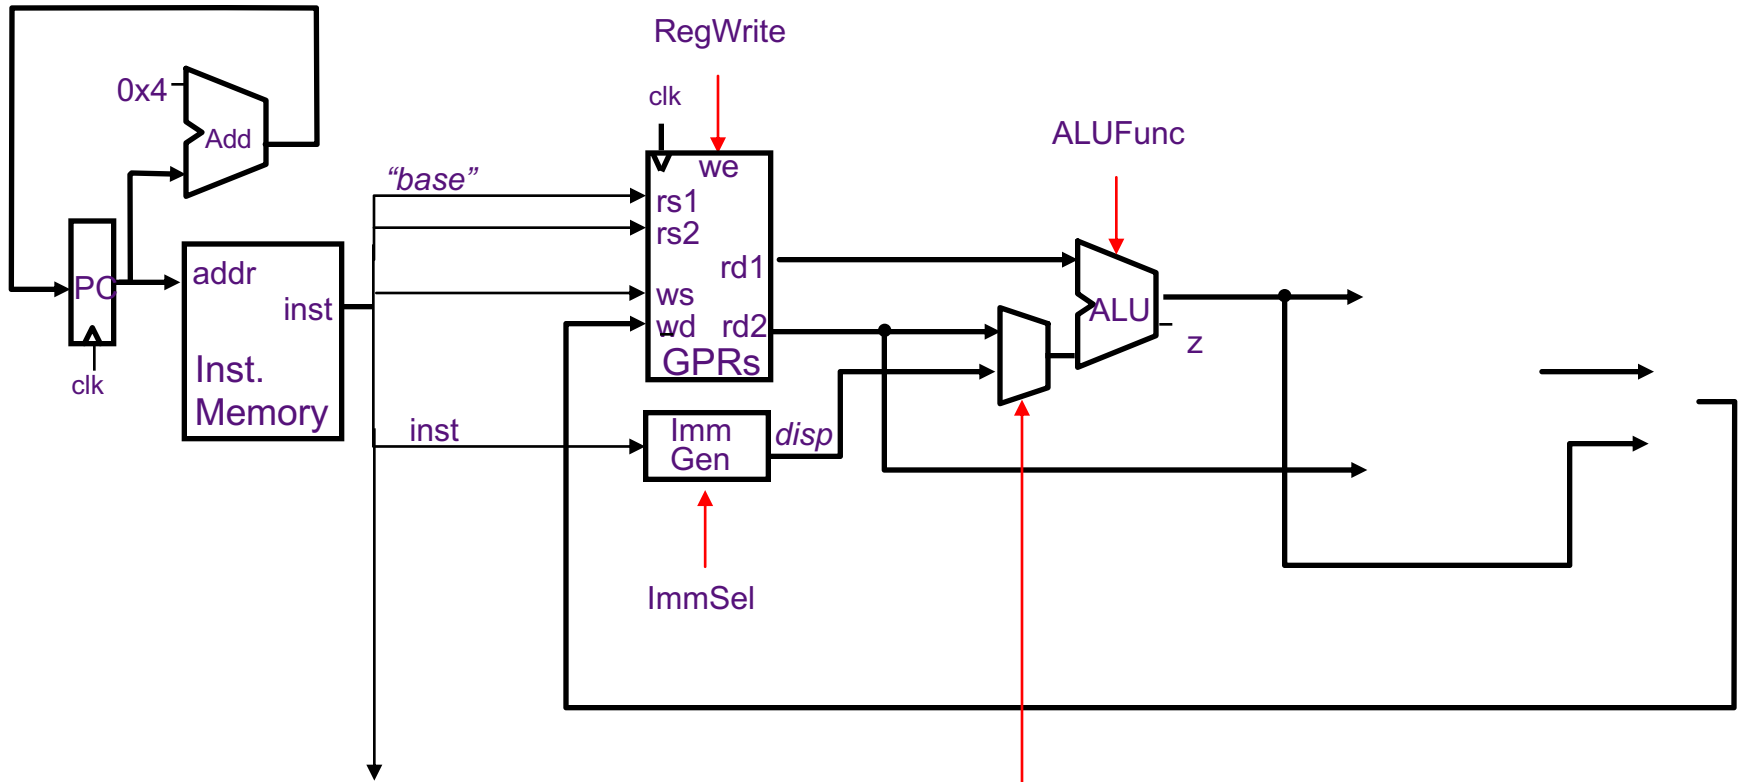 RegWrite
0x4
clk
Add
ALUFunc
"base"
we
rs1
rs2
addr
rd1
PC
inst
ws
ALU
wd
rd2
z
GPRs
clk
Inst.
Memory
inst
Imm
Gen
disp
ImmSel